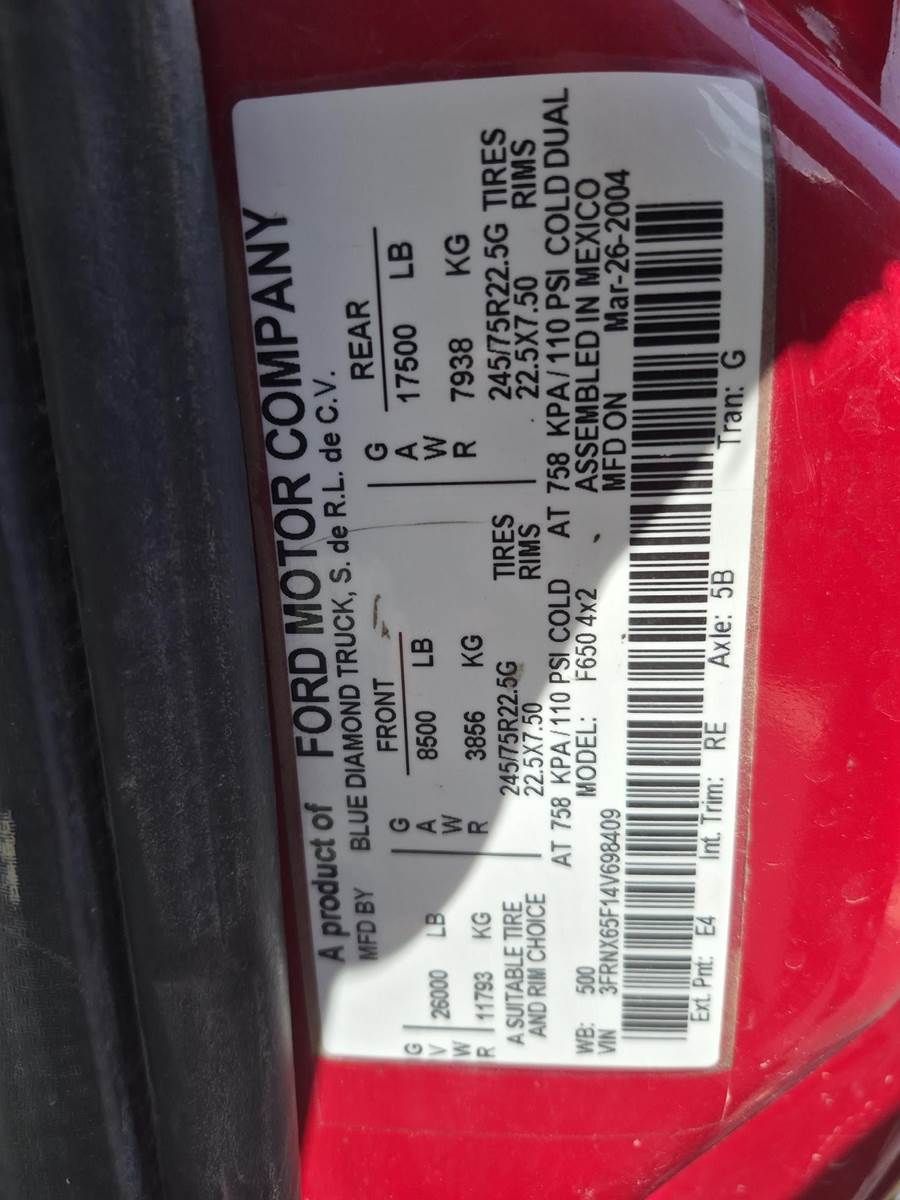 A product of FORD MOTOR COMPANY
MFD BY BLUE DIAMOND TRUCK, S. de R.L. de C.V.
FRONT REAR
GVWR 26000 LB
11793 KG
GAWR 8500 LB
3856 KG
GAWR 17500 LB
7938 KG
A SUITABLE TIRE
AND RIM CHOICE
245/75R22.5G TIRES 245/75R22.5G TIRES
22.5X7.50 RIMS 22.5X7.50 RIMS
AT 758 KPA/110 PSI COLD AT 758 KPA/110 PSI COLD DUAL
WB: 500 MODEL: F650 4x2 ASSEMBLED IN MEXICO
VIN 3FRNX65F14V698409 MFD ON Mar-26-2004
Ext. Pnt: E4 Int. Trim: RE Axle: 5B Tran: G